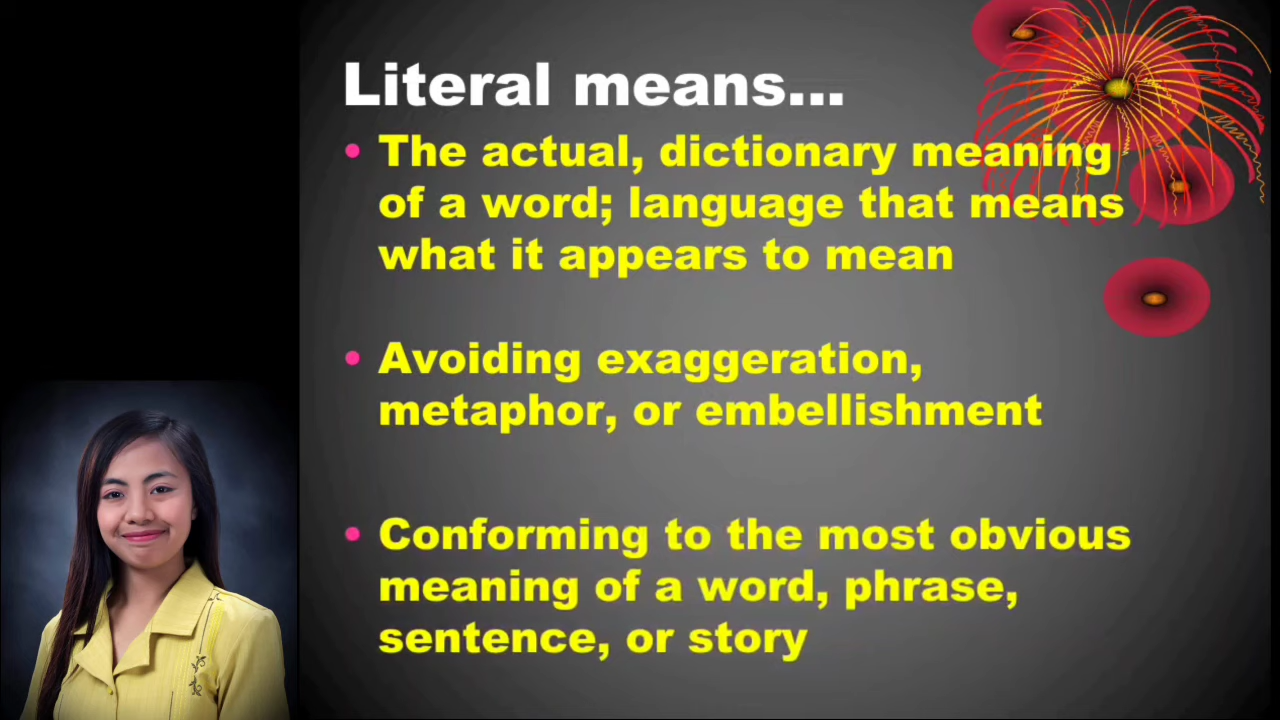 Literal means...
• The actual, dictionary meaning
of a word; language that means
what it appears to mean
• Avoiding exaggeration,
metaphor, or embellishment
• Conforming to the most obvious
meaning of a word, phrase,
sentence, or story